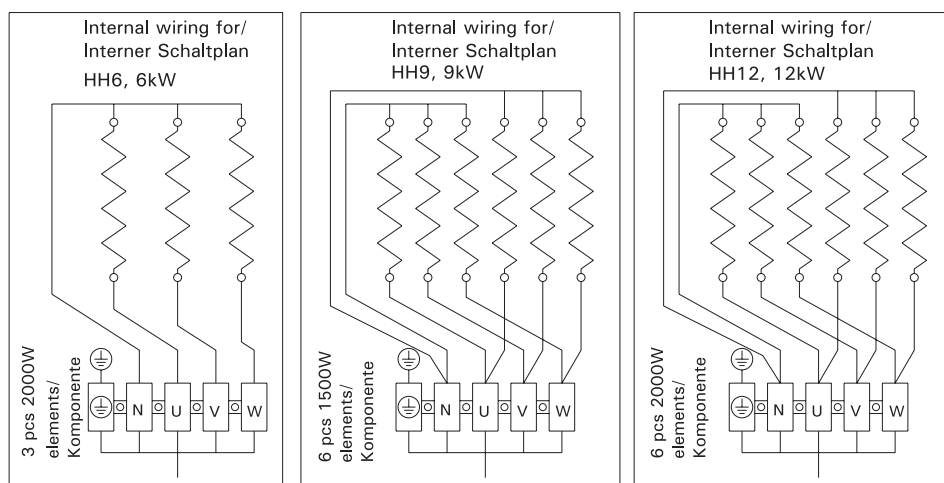 Internal wiring for/
Interner Schaltplan
HH6, 6kW
3 pcs 2000W
elements/
Komponente
N U V W
Internal wiring for/
Interner Schaltplan
HH9, 9kW
6 pcs 1500W
elements/
Komponente
N U V W
Internal wiring for/
Interner Schaltplan
HH12, 12kW
6 pcs 2000W
elements/
Komponente
N U V W